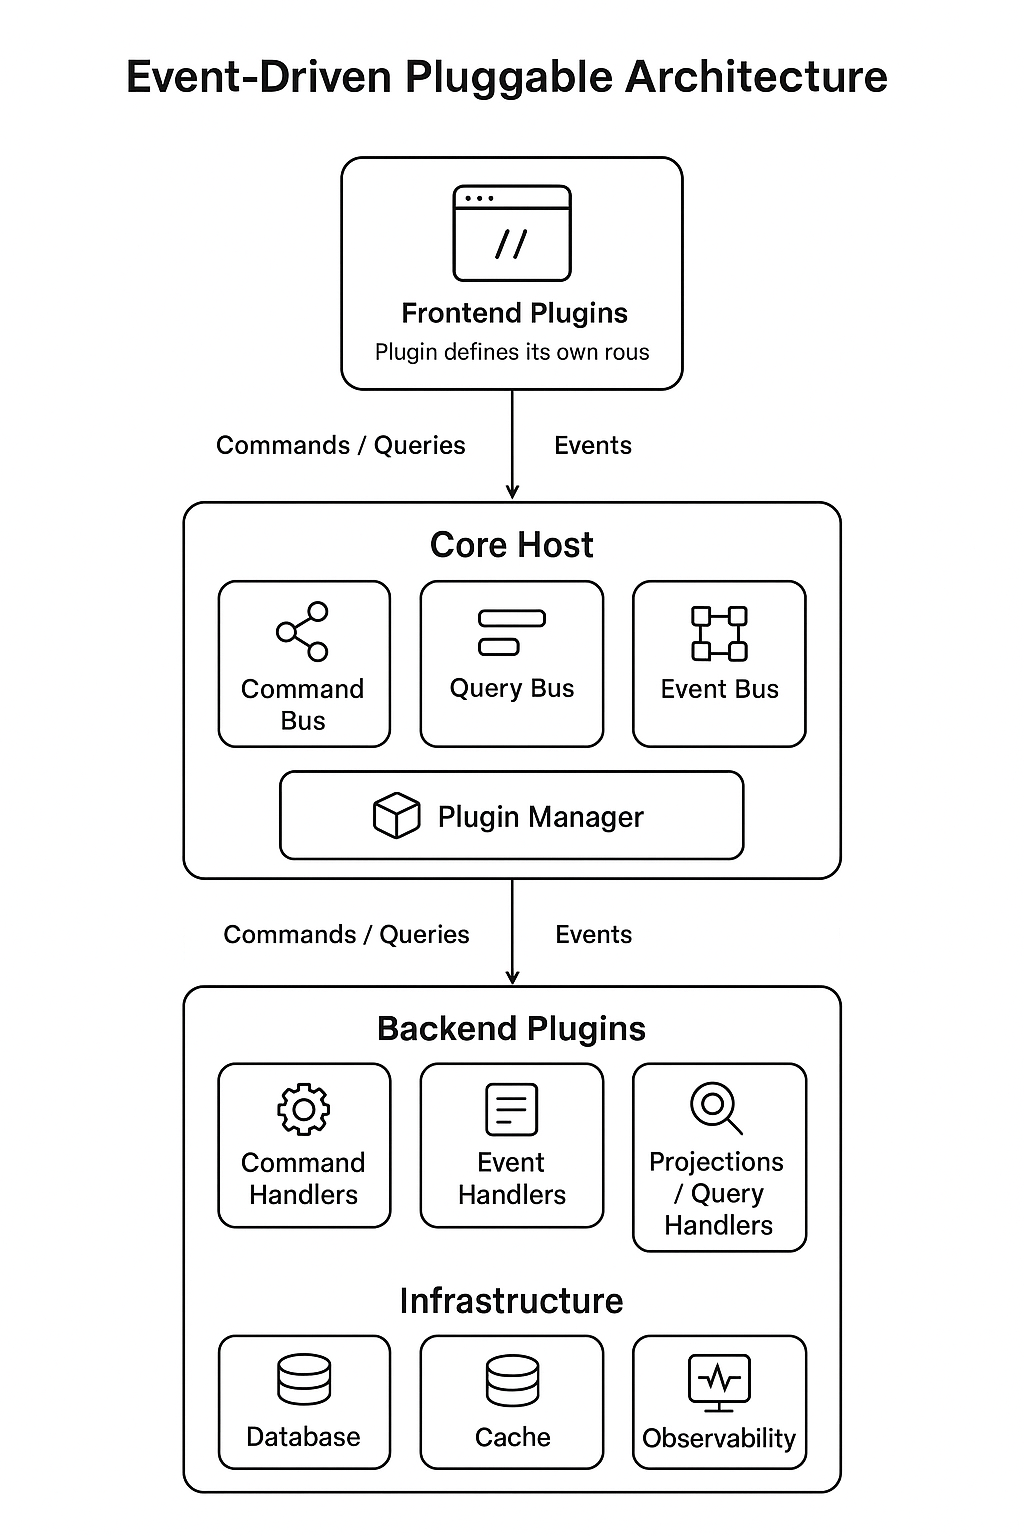 Event-Driven Pluggable Architecture
//
Frontend Plugins
Plugin defines its own rous
Commands / Queries
Events
Core Host
Command
Bus
Query Bus
Event Bus
Plugin Manager
Commands / Queries
Events
Backend Plugins
Command
Handlers
Event
Handlers
Projections
/ Query
Handlers
Infrastructure
Database
Cache
Observability